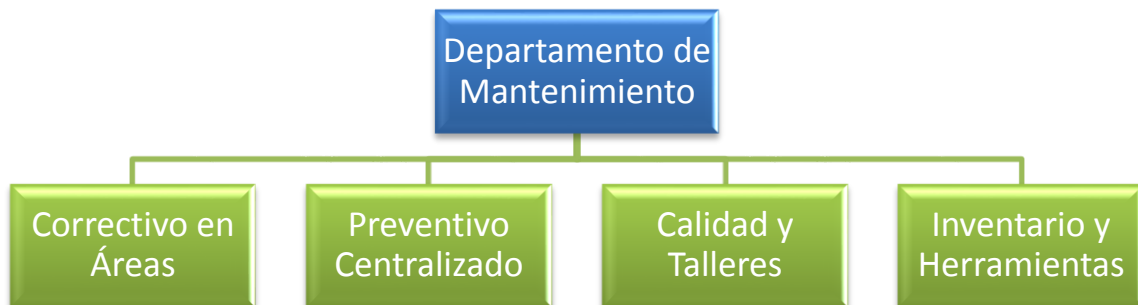 Departamento de
Mantenimiento
Correctivo en
Áreas
Preventivo
Centralizado
Calidad y
Talleres
Inventario y
Herramientas